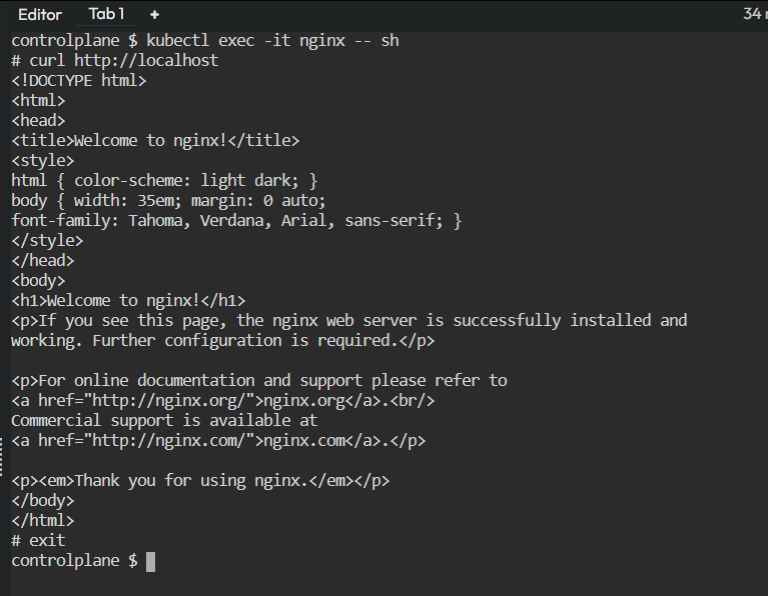 Editor Tab 1 + 34
controlplane $ kubectl exec -it nginx -- sh
# curl http://localhost
<!DOCTYPE html>
<html>
<head>
<title>Welcome to nginx!</title>
<style>
html { color-scheme: light dark; }
body { width: 35em; margin: 0 auto;
font-family: Tahoma, Verdana, Arial, sans-serif; }
</style>
</head>
<body>
<h1>Welcome to nginx!</h1>
<p>If you see this page, the nginx web server is successfully installed and
working. Further configuration is required.</p>

<p>For online documentation and support please refer to
<a href="http://nginx.org/">nginx.org</a>.<br/>
Commercial support is available at
<a href="http://nginx.com/">nginx.com</a>.</p>

<p><em>Thank you for using nginx.</em></p>
</body>
</html>
# exit
controlplane $